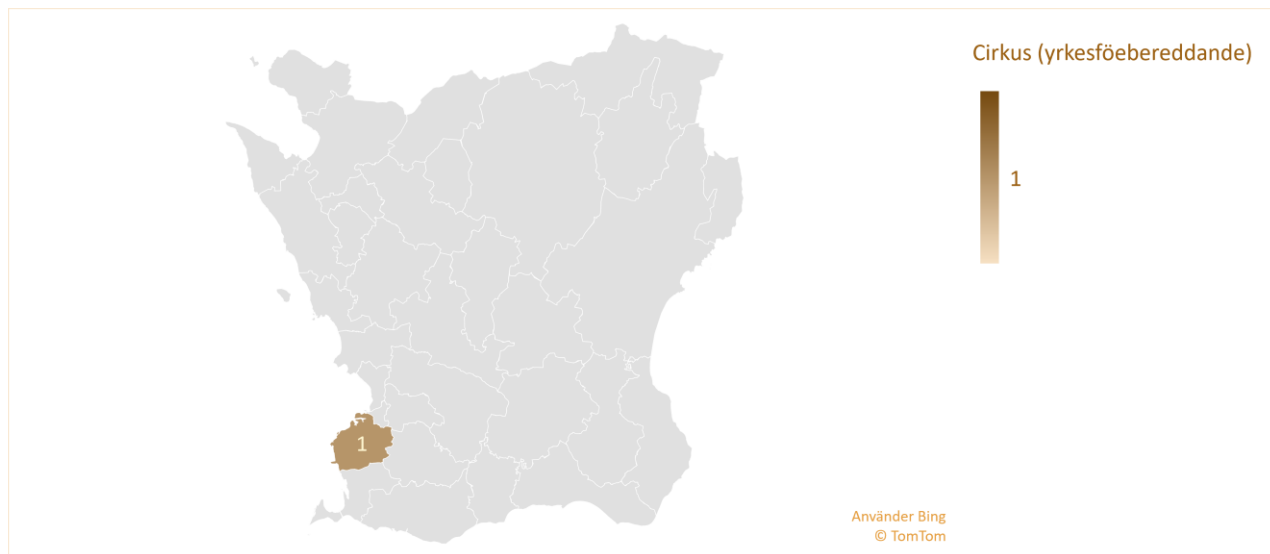 Cirkus (yrkesföebereddande)
1
1
Använder Bing
© TomTom